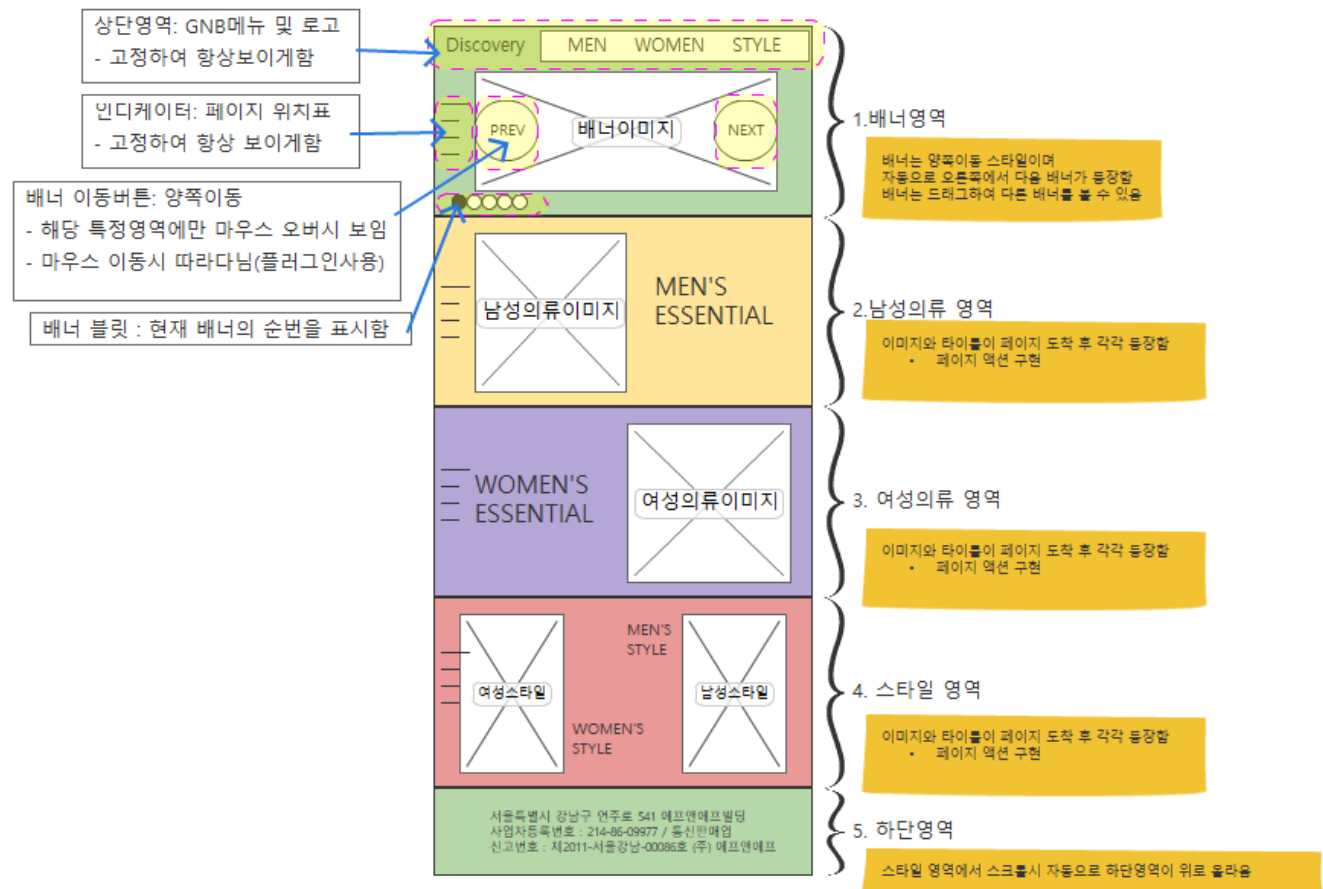 상단영역: GNB메뉴 및 로고
- 고정하여 항상보이게함
인디케이터: 페이지 위치표
- 고정하여 항상 보이게함
배너 이동버튼: 양쪽이동
- 해당 특정영역에만 마우스 오버시 보임
- 마우스 이동시 따라다님(플러그인사용)
배너 블릿 : 현재 배너의 순번을 표시함
Discovery MEN WOMEN STYLE
PREV 배너이미지 NEXT
1.배너영역
배너는 양쪽이동 스타일이며
자동으로 오른쪽에서 다음 배너가 등장함
배너는 드래그하여 다른 배너를 볼 수 있음
남성의류이미지
MEN'S
ESSENTIAL
2.남성의류 영역
이미지와 타이틀이 페이지 도착 후 각각 등장함
• 페이지 액션 구현
WOMEN'S
ESSENTIAL
여성의류이미지
3. 여성의류 영역
이미지와 타이틀이 페이지 도착 후 각각 등장함
• 페이지 액션 구현
여성스타일
WOMEN'S
STYLE
MEN'S
STYLE
남성스타일
4. 스타일 영역
이미지와 타이틀이 페이지 도착 후 각각 등장함
• 페이지 액션 구현
서울특별시 강남구 언주로 541 에프앤에프빌딩
사업자등록번호 : 214-86-09977 / 통신판매업
신고번호 : 제2011-서울강남-00086호 (주) 에프앤에프
5. 하단영역
스타일 영역에서 스크롤시 자동으로 하단영역이 위로 올라옴